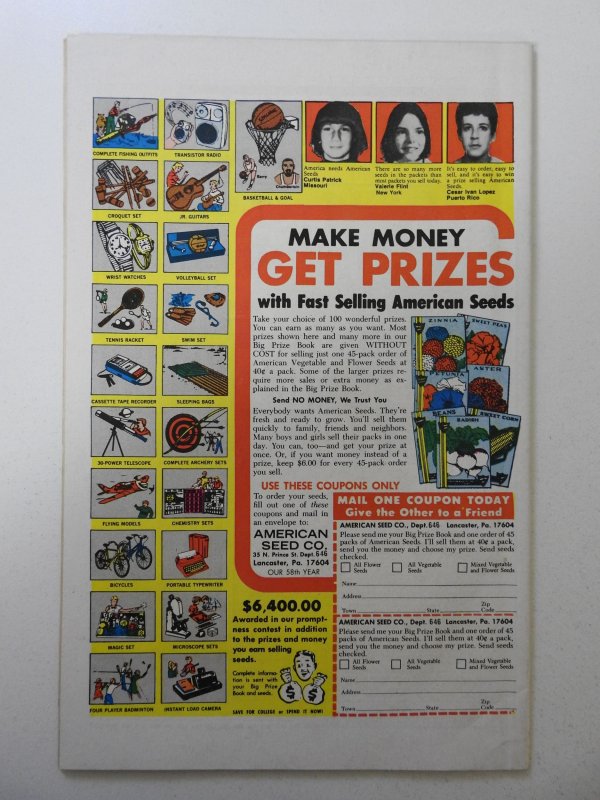 COMPLETE FISHING OUTFITS
TRANSISTOR RADIO
CROQUET SET
JR. GUITARS
WRIST WATCHES
VOLLEYBALL SET
TENNIS RACKET
SWIM SET
CASSETTE TAPE RECORDER
SLEEPING BAGS
30-POWER TELESCOPE
COMPLETE ARCHERY SETS
FLYING MODELS
CHEMISTRY SETS
BICYCLES
PORTABLE TYPEWRITER
MAGIC SET
MICROSCOPE SETS
FOUR PLAYER BADMINTON
INSTANT LOAD CAMERA
SPALDING
Barry
Chamberlain
BASKETBALL & GOAL
America needs American
Seeds
Curtis Patrick
Missouri
There are so many more
seeds in the packets than
most packets you sell today.
Valerie Flint
New York
It's easy to order, easy to
sell, and it's easy to win
a prize selling American
Seeds.
Cesar Ivan Lopez
Puerto Rico
MAKE MONEY
GET PRIZES
with Fast Selling American Seeds
Take your choice of 100 wonderful prizes.
You can earn as many as you want. Most
prizes shown here and many more in our
Big Prize Book are given WITHOUT
COST for selling just one 45-pack order of
American Vegetable and Flower Seeds at
40¢ a pack. Some of the larger prizes re-
quire more sales or extra money as ex-
plained in the Big Prize Book.
Send NO MONEY, We Trust You
Everybody wants American Seeds. They're
fresh and ready to grow. You'll sell them
quickly to family, friends and neighbors.
Many boys and girls sell their packs in one
day. You can, too—and get your prize at
once. Or, if you want money instead of a
prize, keep $6.00 for every 45-pack order
you sell.
ZINNIA
SWEET PEAS
PETUNIA
ASTER
BEANS
RADISH
SWEET CORN
USE THESE COUPONS ONLY
To order your seeds,
fill out one of these
coupons and mail in
an envelope to:
AMERICAN
SEED CO.
35 N. Prince St. Dept. 646
Lancaster, Pa. 17604
OUR 58th YEAR
$6,400.00
Awarded in our prompt-
ness contest in addition
to the prizes and money
you earn selling
seeds.
Complete informa-
tion is sent with
your Big Prize
Book and seeds.
$ $
SAVE FOR COLLEGE or SPEND IT NOW!
MAIL ONE COUPON TODAY
Give the Other to a Friend
AMERICAN SEED CO., Dept. 646 Lancaster, Pa. 17604
Please send me your Big Prize Book and one order of 45
packs of American Seeds. I'll sell them at 40¢ a pack,
send you the money and choose my prize. Send seeds
checked.
All Flower
Seeds
All Vegetable
Seeds
Mixed Vegetable
and Flower Seeds
Name
Address
Town State Zip Code
AMERICAN SEED CO., Dept. 646 Lancaster, Pa. 17604
Please send me your Big Prize Book and one order of 45
packs of American Seeds. I'll sell them at 40¢ a pack,
send you the money and choose my prize. Send seeds
checked.
All Flower
Seeds
All Vegetable
Seeds
Mixed Vegetable
and Flower Seeds
Name
Address
Town State Zip Code